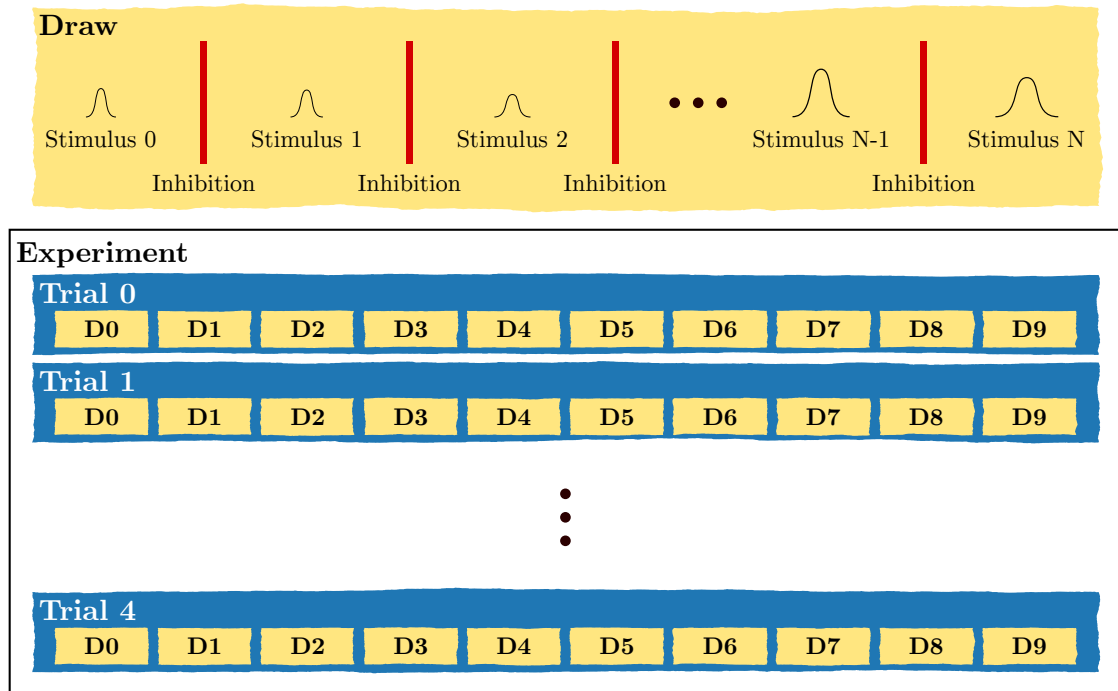 Draw
Stimulus 0 Stimulus 1 Stimulus 2 Stimulus N-1 Stimulus N
Inhibition Inhibition Inhibition Inhibition
Experiment
Trial 0
D0 D1 D2 D3 D4 D5 D6 D7 D8 D9
Trial 1
D0 D1 D2 D3 D4 D5 D6 D7 D8 D9
Trial 4
D0 D1 D2 D3 D4 D5 D6 D7 D8 D9